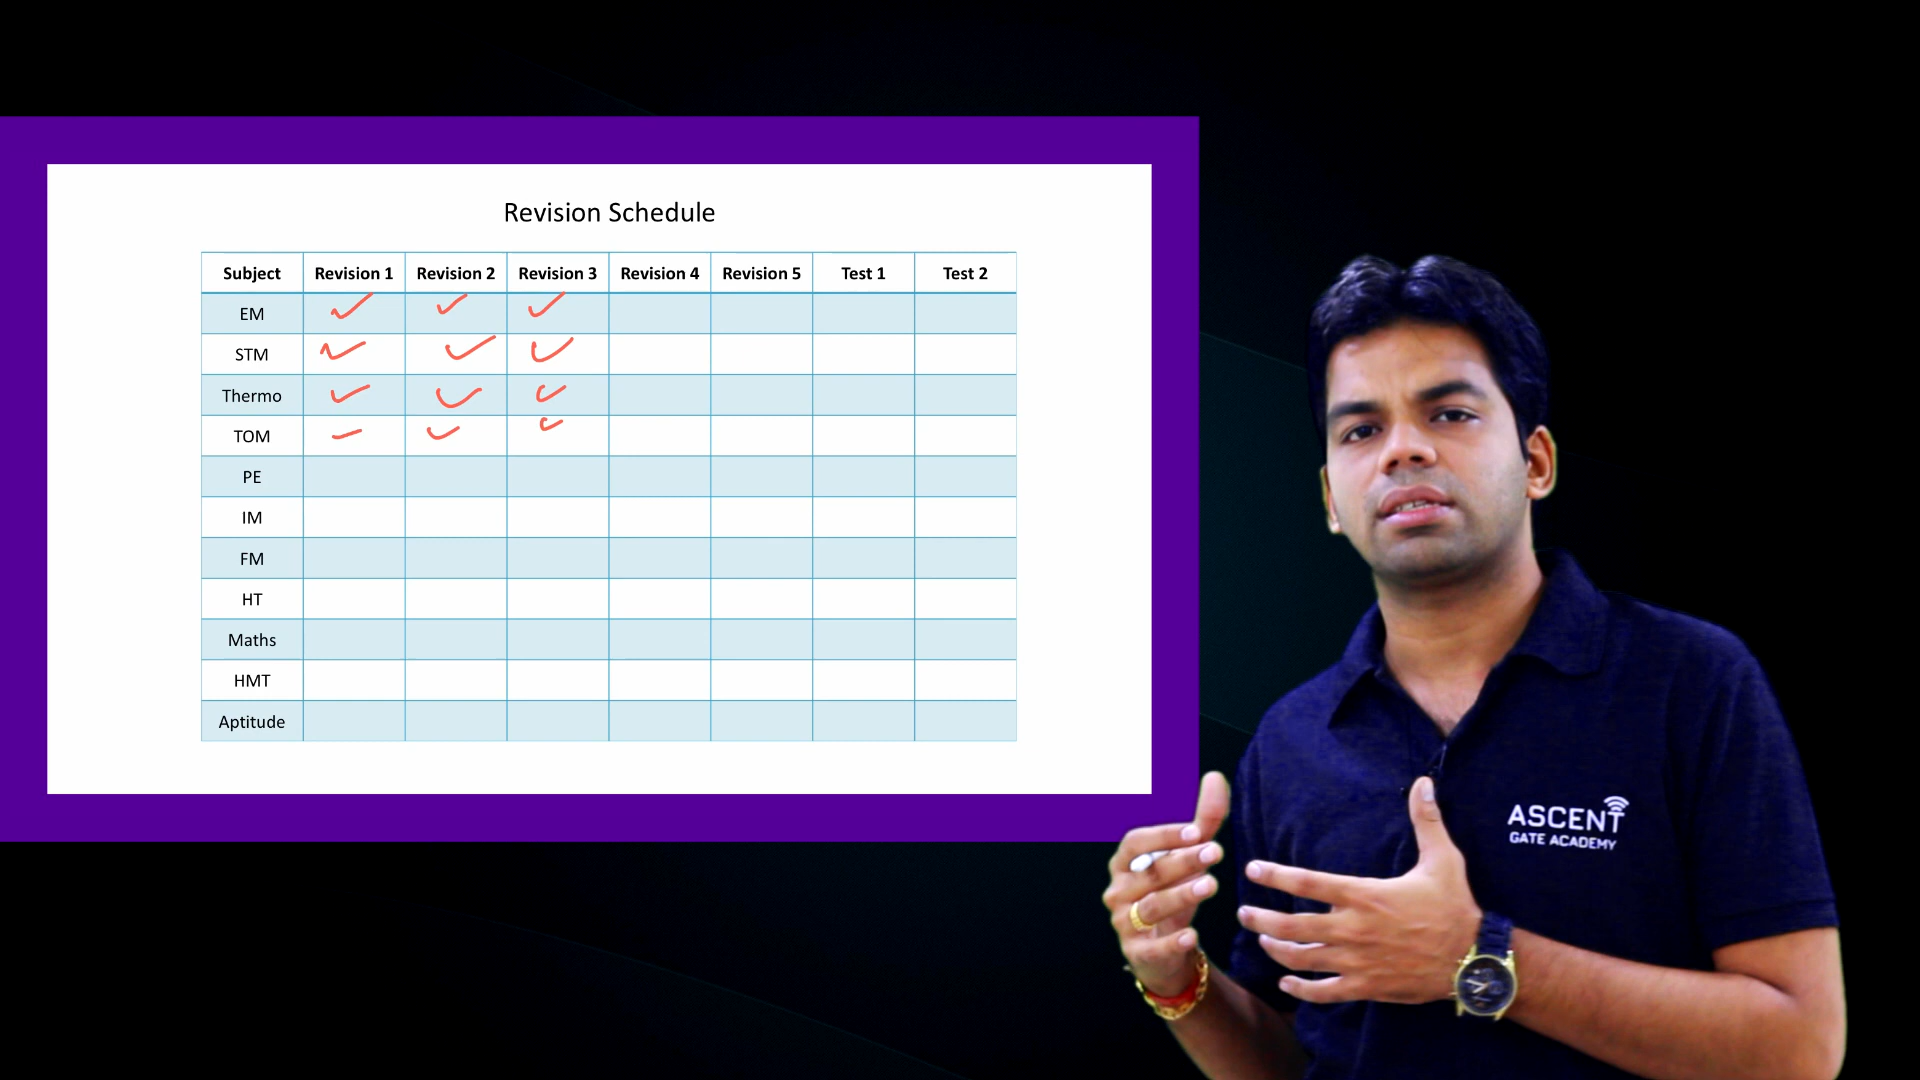 Revision Schedule
Subject Revision 1 Revision 2 Revision 3 Revision 4 Revision 5 Test 1 Test 2
EM ✓ ✓ ✓
STM ✓ ✓ ✓
Thermo ✓ ✓ ✓
TOM ✓ ✓ ✓
PE
IM
FM
HT
Maths
HMT
Aptitude
ASCENT
GATE ACADEMY